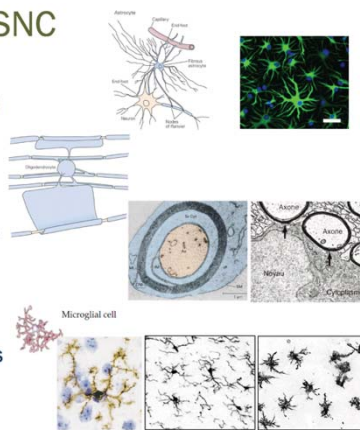 SNC
Astrocyte
Capillary
End-foot
Fibrous
astrocyte
End-foot
Neuron
Nodes
of Ranvier
Oligodendrocyte
Axone
Axone
Noyau
Cytoplasme
Microglial cell
s